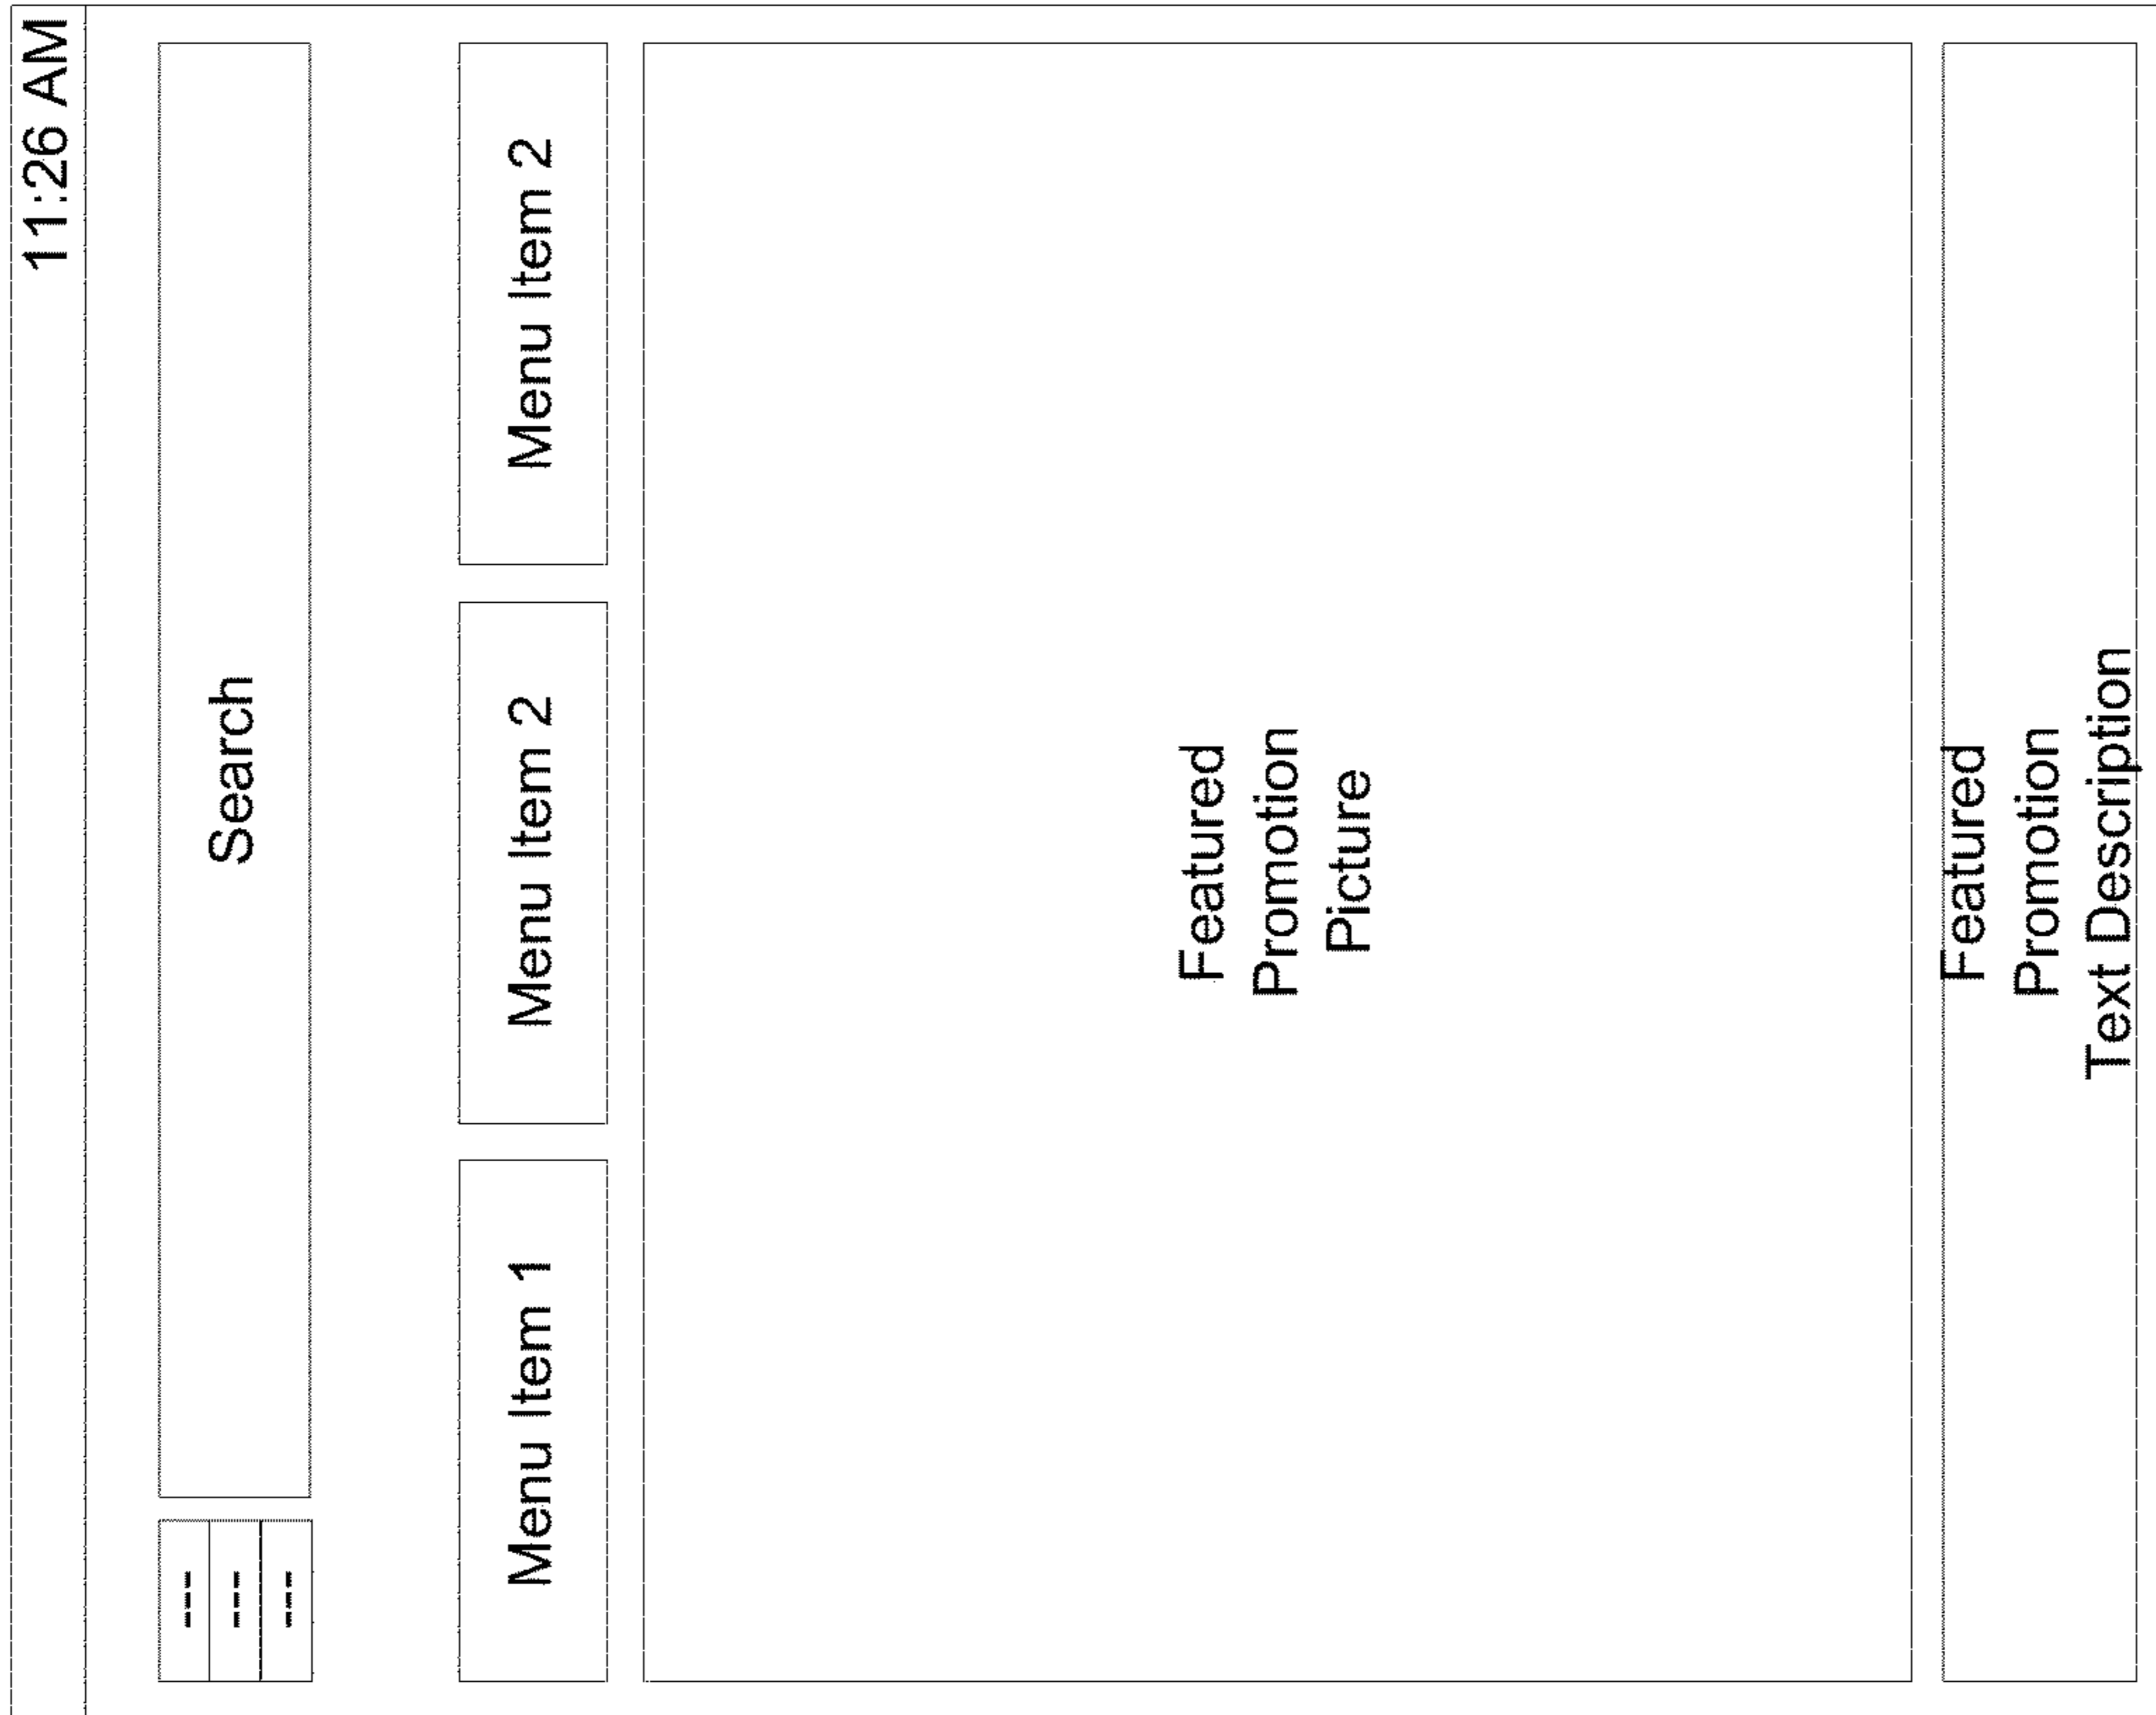 11:26 AM
---
---
---
Search
Menu Item 1
Menu Item 2
Menu Item 2
Featured
Promotion
Picture
Featured
Promotion
Text Description